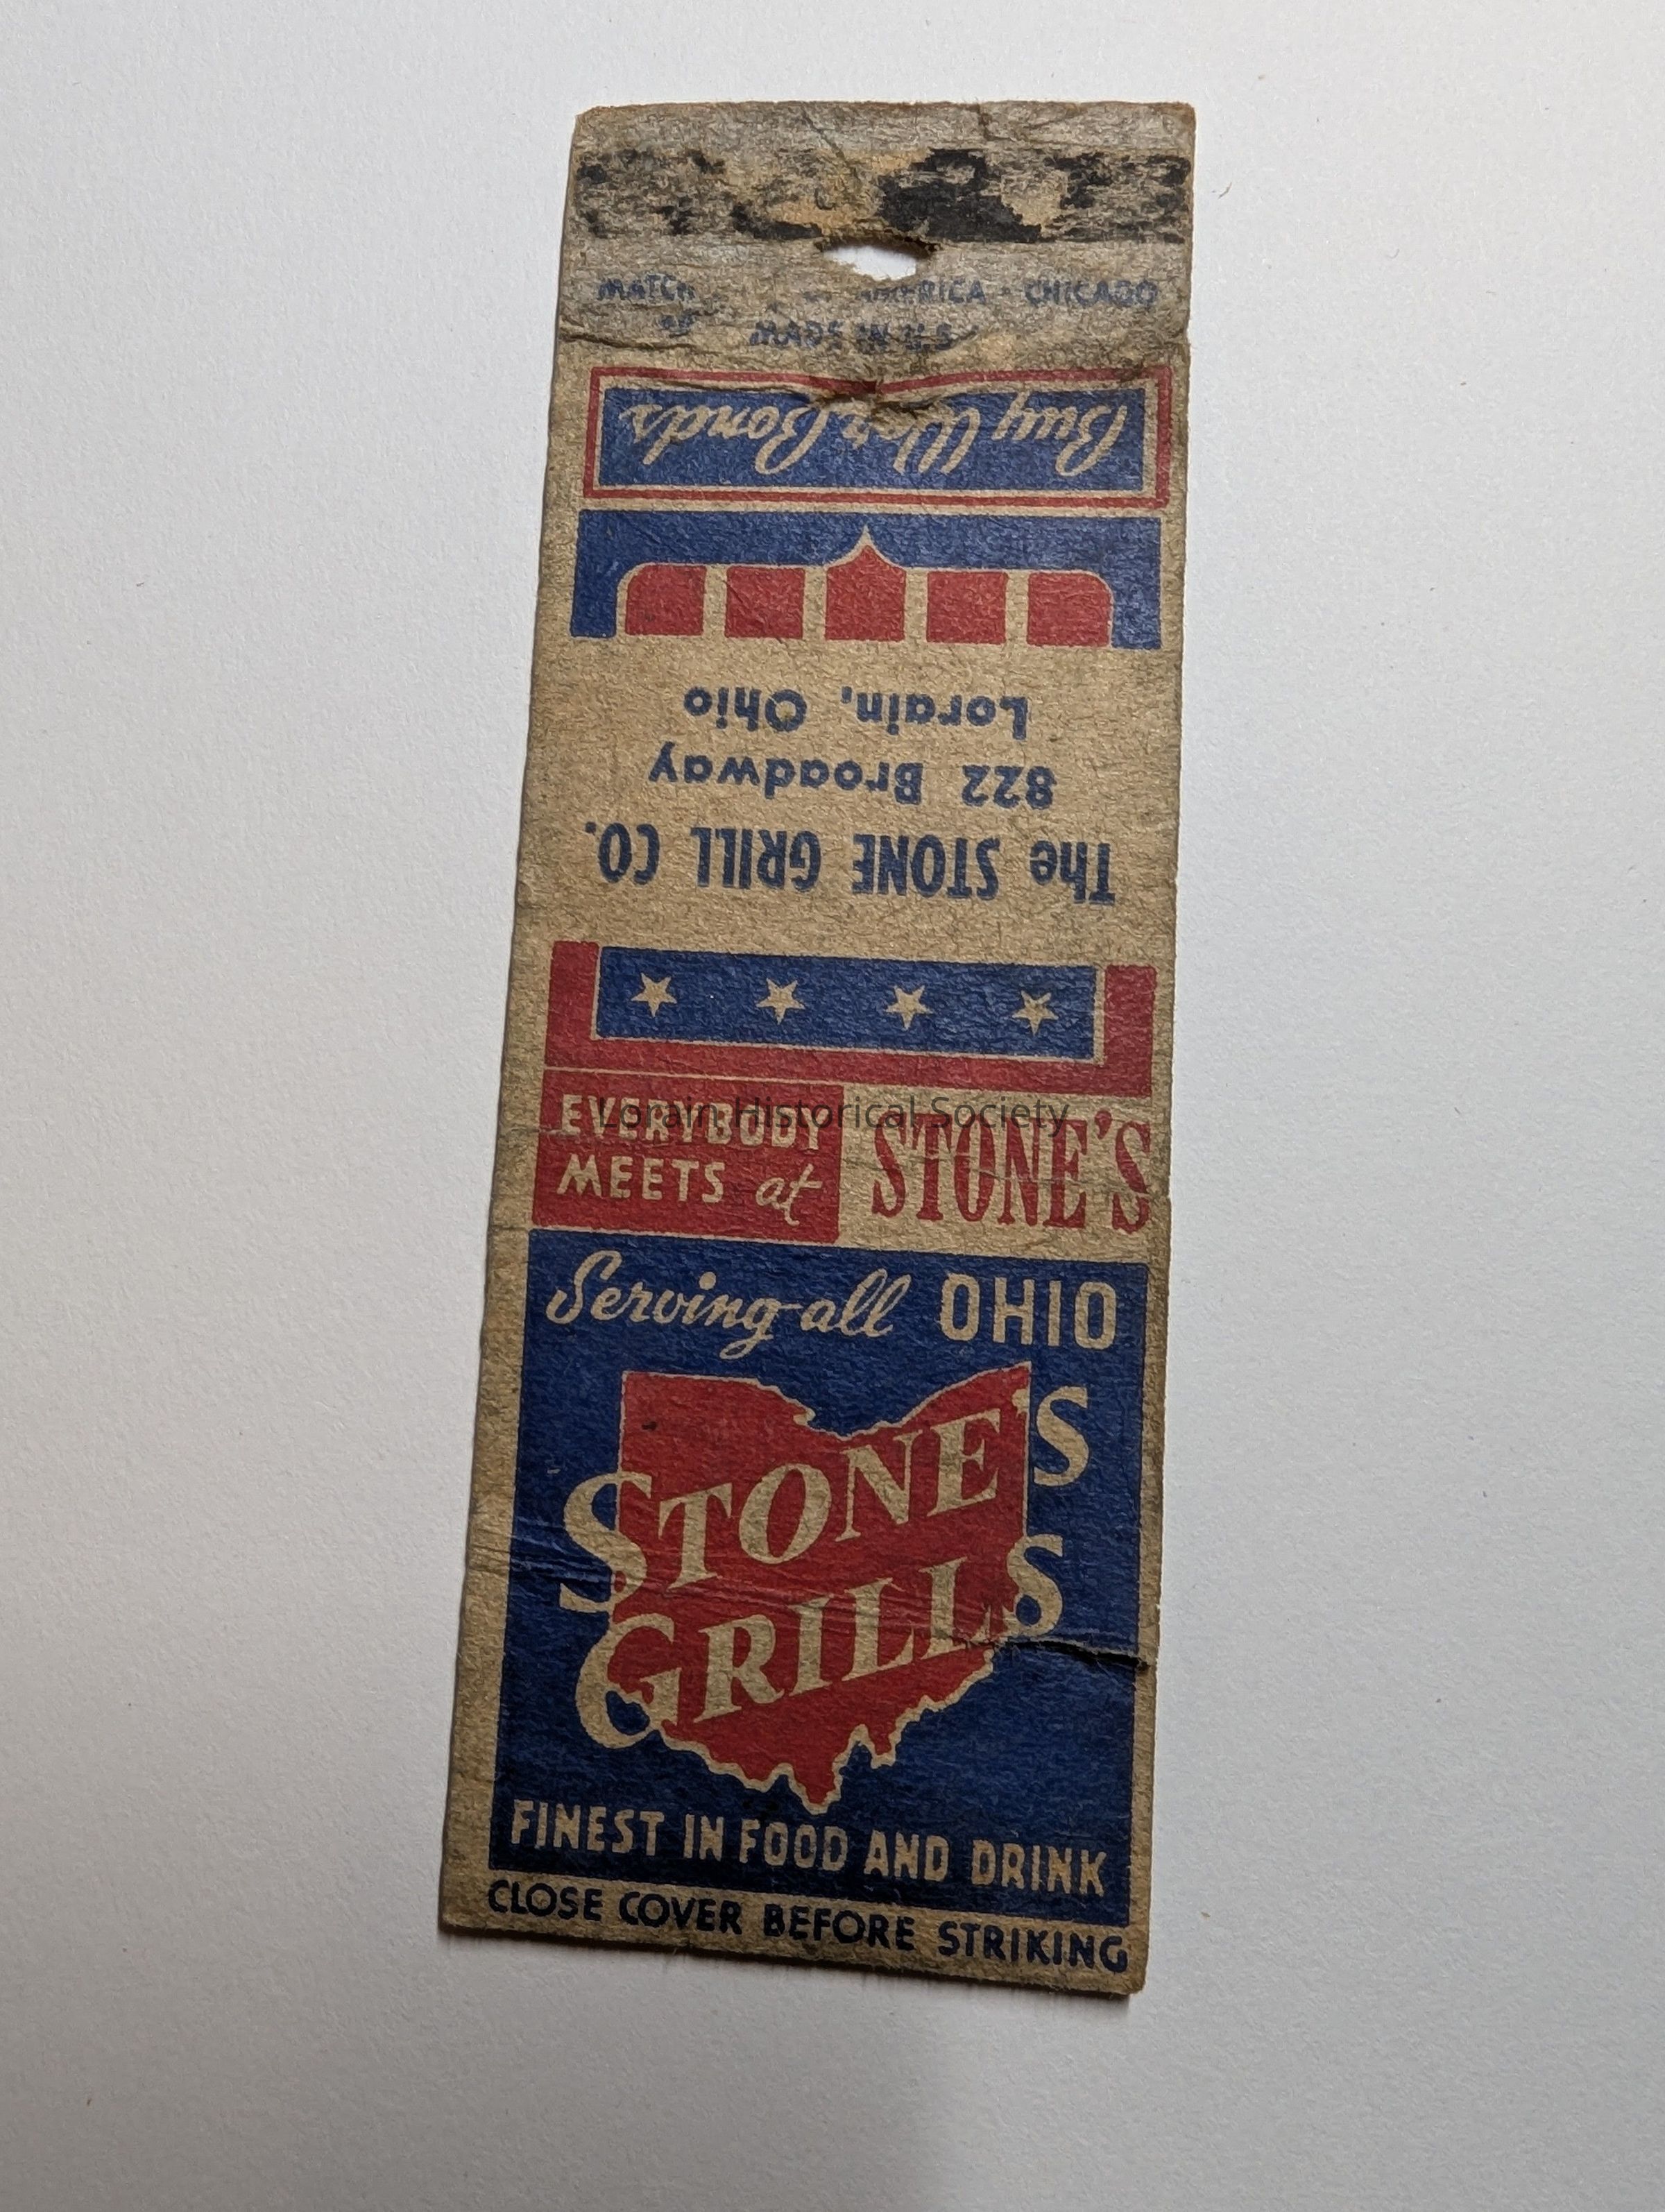 MATCH AMERICA - CHICAGO
MADE IN U.S.
Buy War Bonds
The STONE GRILL CO.
822 Broadway
Lorain, Ohio
EVERYBODY
MEETS at STONE'S
Lorain Historical Society
Serving all OHIO
STONE'S
GRILLS
FINEST IN FOOD AND DRINK
CLOSE COVER BEFORE STRIKING